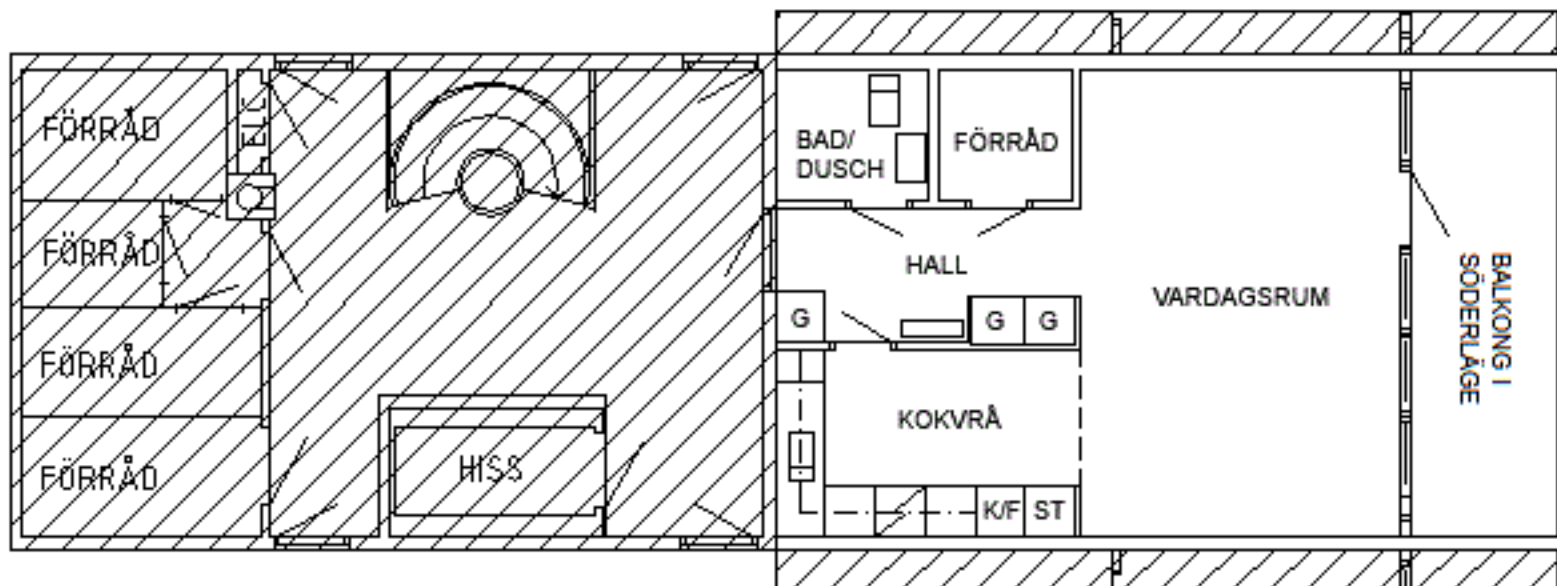 FÖRRÅD
ELC
FÖRRÅD
FÖRRÅD
FÖRRÅD
HISS
BAD/
DUSCH
FÖRRÅD
HALL
G
G
G
KOKVRÅ
K/F
ST
VARDAGSRUM
BALKONG I
SÖDERLÄGE